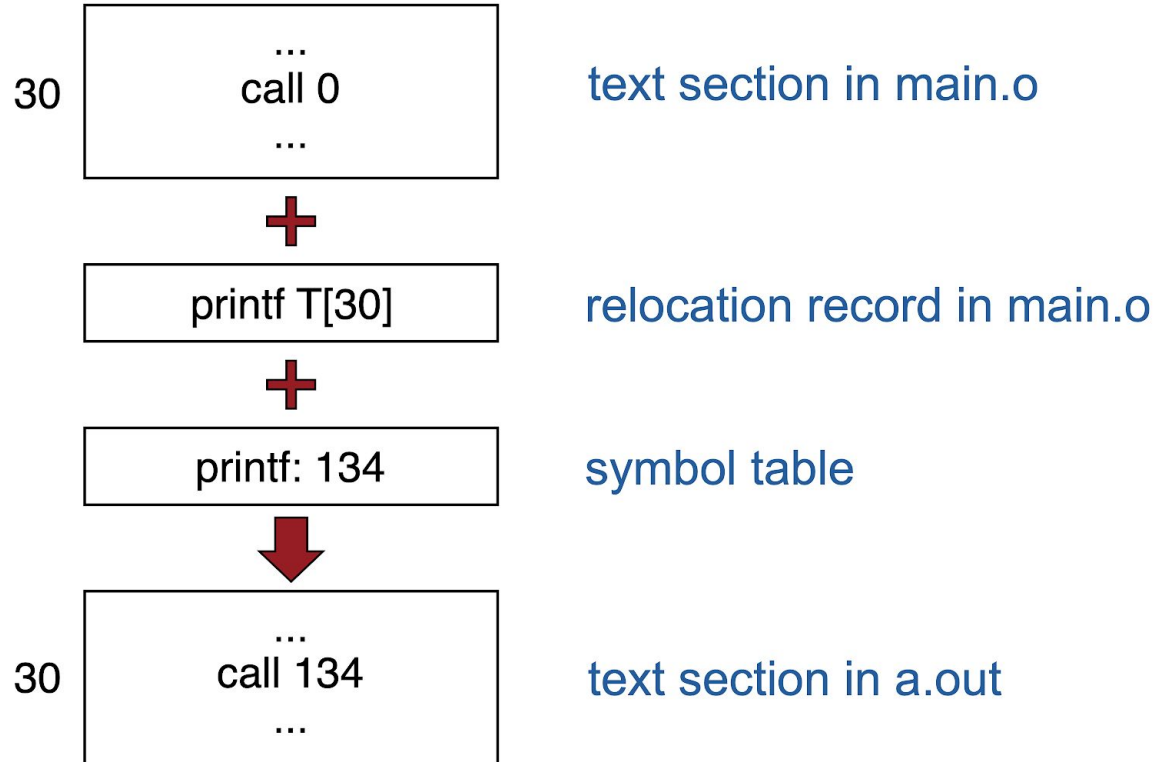 ...
30
call 0
text section in main.o
...
printf T[30]
relocation record in main.o
printf: 134
symbol table
...
30
call 134
text section in a.out
...